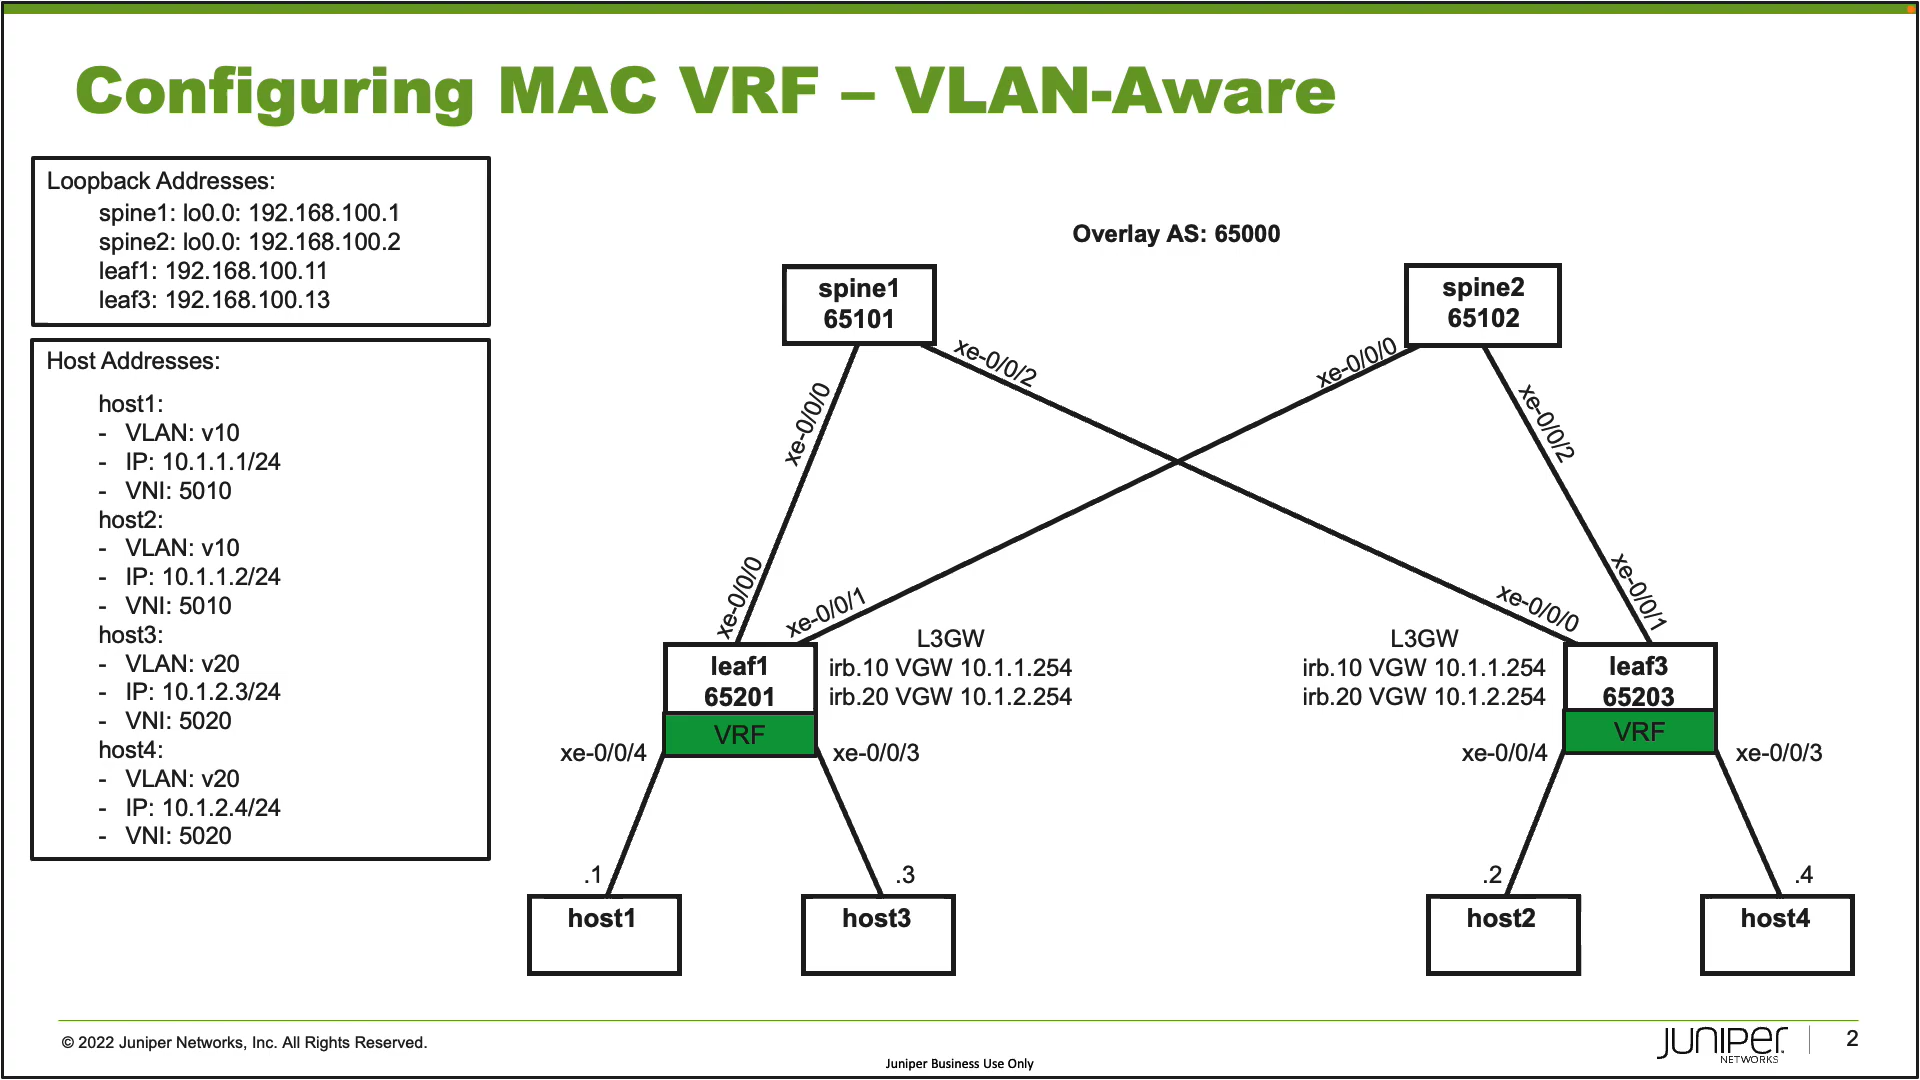 Configuring MAC VRF – VLAN-Aware
Loopback Addresses:
spine1: lo0.0: 192.168.100.1
spine2: lo0.0: 192.168.100.2
leaf1: 192.168.100.11
leaf3: 192.168.100.13
Host Addresses:
host1:
- VLAN: v10
- IP: 10.1.1.1/24
- VNI: 5010
host2:
- VLAN: v10
- IP: 10.1.1.2/24
- VNI: 5010
host3:
- VLAN: v20
- IP: 10.1.2.3/24
- VNI: 5020
host4:
- VLAN: v20
- IP: 10.1.2.4/24
- VNI: 5020
Overlay AS: 65000
spine1
65101
spine2
65102
xe-0/0/0
xe-0/0/2
xe-0/0/0
xe-0/0/2
xe-0/0/0
xe-0/0/1
xe-0/0/0
xe-0/0/1
leaf1
65201
VRF
L3GW
irb.10 VGW 10.1.1.254
irb.20 VGW 10.1.2.254
L3GW
irb.10 VGW 10.1.1.254
irb.20 VGW 10.1.2.254
leaf3
65203
VRF
xe-0/0/4
xe-0/0/3
xe-0/0/4
xe-0/0/3
.1
.3
.2
.4
host1
host3
host2
host4
© 2022 Juniper Networks, Inc. All Rights Reserved.
Juniper Business Use Only
JUNIPER
NETWORKS
2